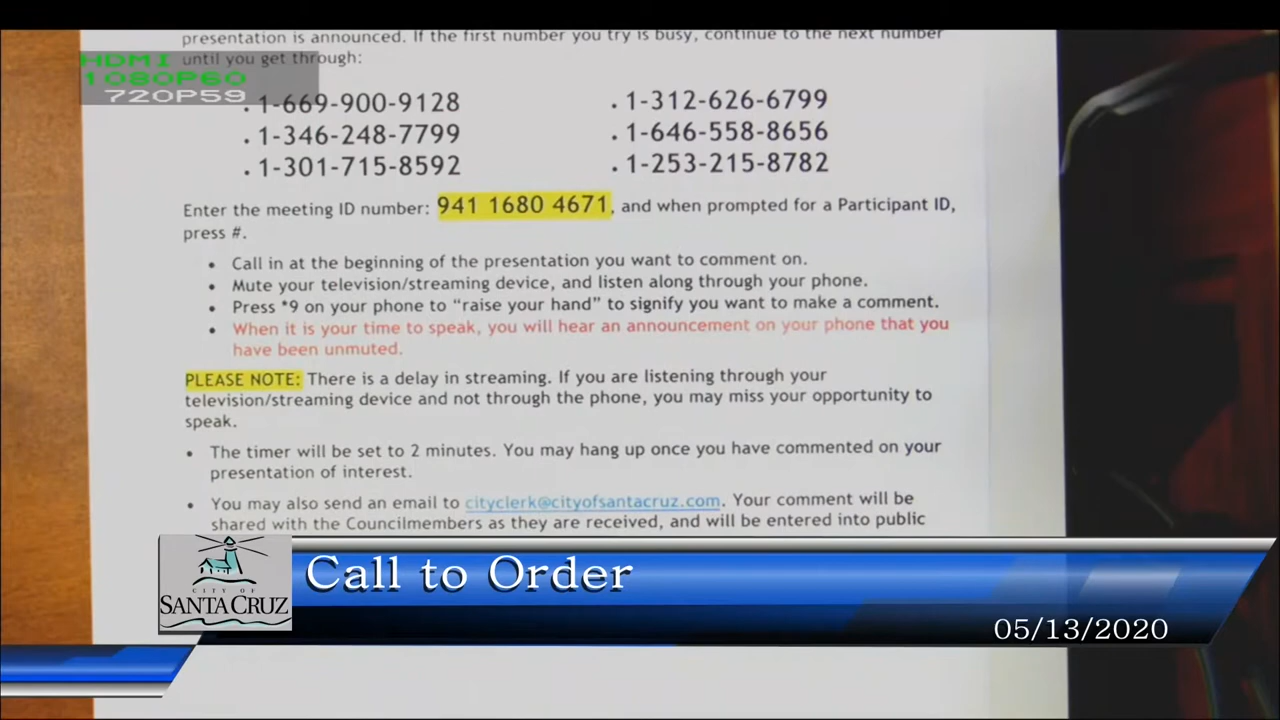 presentation is announced. If the first number you try is busy, continue to the next number
until you get through:
HDMI
1080P60
720P59
. 1-669-900-9128 . 1-312-626-6799
. 1-346-248-7799 . 1-646-558-8656
. 1-301-715-8592 . 1-253-215-8782
Enter the meeting ID number: 941 1680 4671, and when prompted for a Participant ID,
press #.
• Call in at the beginning of the presentation you want to comment on.
• Mute your television/streaming device, and listen along through your phone.
• Press *9 on your phone to “raise your hand” to signify you want to make a comment.
• When it is your time to speak, you will hear an announcement on your phone that you
have been unmuted.
PLEASE NOTE: There is a delay in streaming. If you are listening through your
television/streaming device and not through the phone, you may miss your opportunity to
speak.
• The timer will be set to 2 minutes. You may hang up once you have commented on your
presentation of interest.
• You may also send an email to cityclerk@cityofsantacruz.com. Your comment will be
shared with the Councilmembers as they are received, and will be entered into public
CITY OF
SANTA CRUZ
Call to Order
05/13/2020